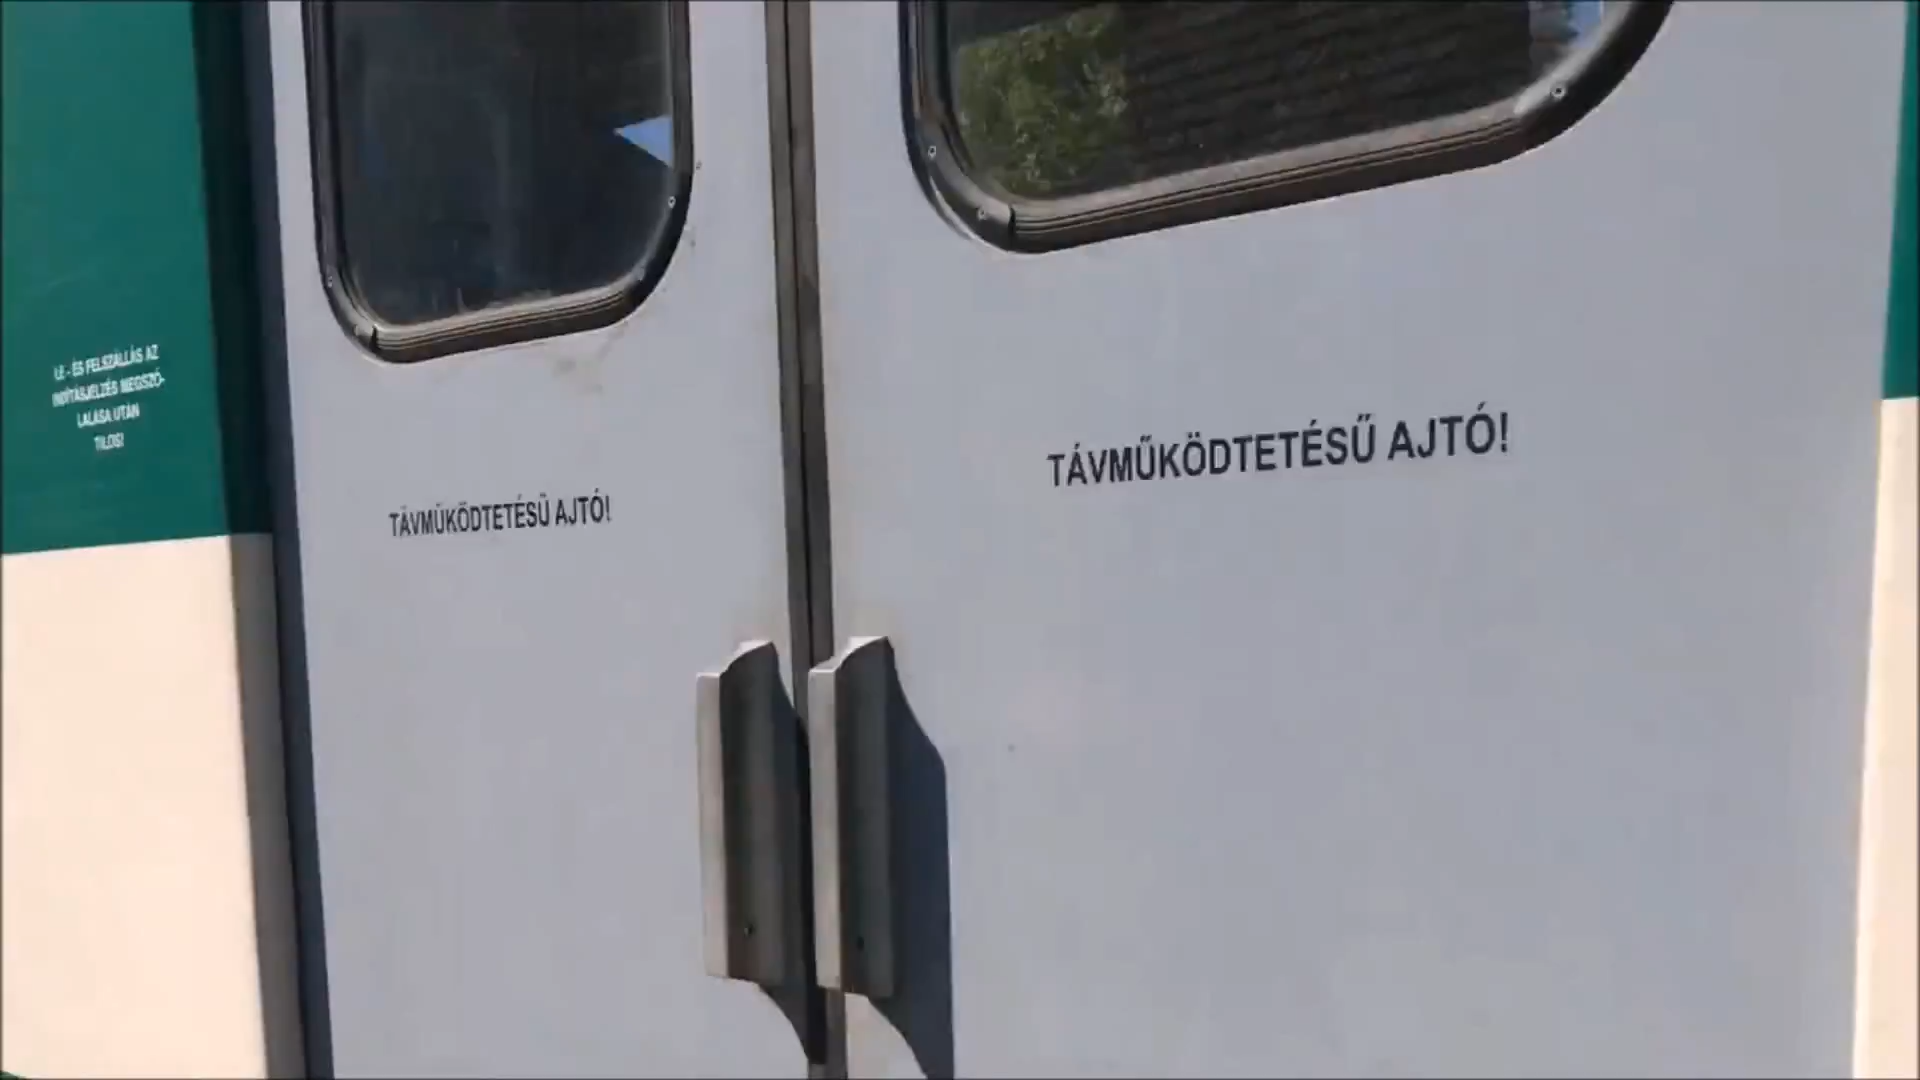 LE - ÉS FELSZÁLLÁS AZ
INDÍTÁSJELZÉS MEGSZÓ-
LALÁSA UTÁN
TILOS!
TÁVMŰKÖDTETÉSŰ AJTÓ!
TÁVMŰKÖDTETÉSŰ AJTÓ!